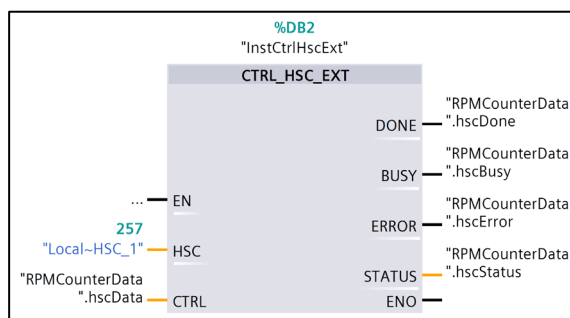 %DB2
"InstCtrlHscExt"
CTRL_HSC_EXT
"RPMCounterData
".hscDone
DONE
"RPMCounterData
".hscBusy
BUSY
... EN
"RPMCounterData
".hscError
ERROR
257
"Local~HSC_1" HSC
"RPMCounterData
".hscStatus
STATUS
"RPMCounterData
".hscData
CTRL
ENO